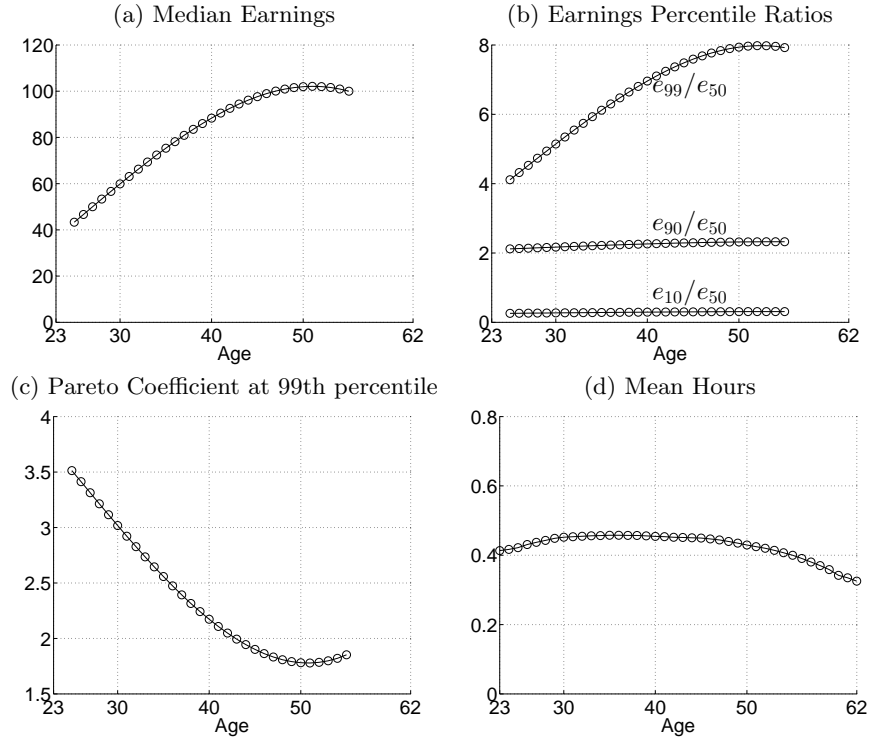 (a) Median Earnings
120
100
80
60
40
20
0
23 30 40 50 62
Age
(b) Earnings Percentile Ratios
8
6
4
2
0
e99/e50
e90/e50
e10/e50
23 30 40 50 62
Age
(c) Pareto Coefficient at 99th percentile
4
3.5
3
2.5
2
1.5
23 30 40 50 62
Age
(d) Mean Hours
0.8
0.6
0.4
0.2
0
23 30 40 50 62
Age